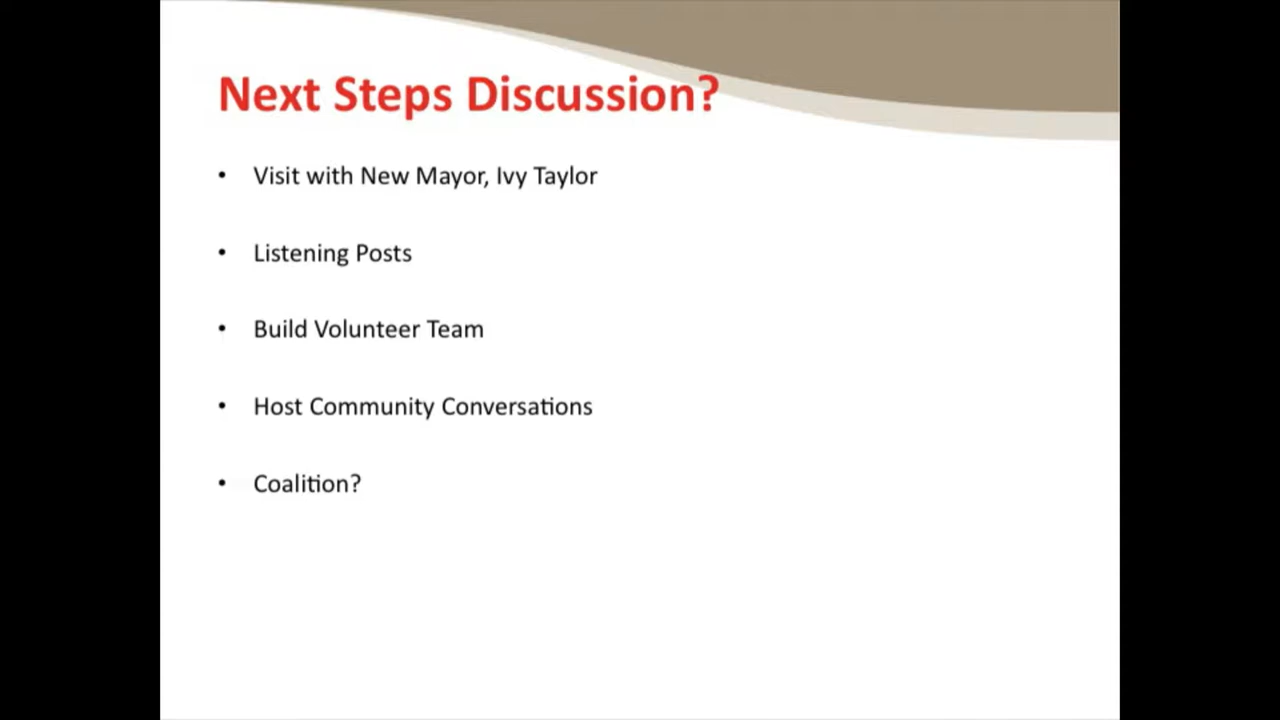 Next Steps Discussion?
• Visit with New Mayor, Ivy Taylor
• Listening Posts
• Build Volunteer Team
• Host Community Conversations
• Coalition?